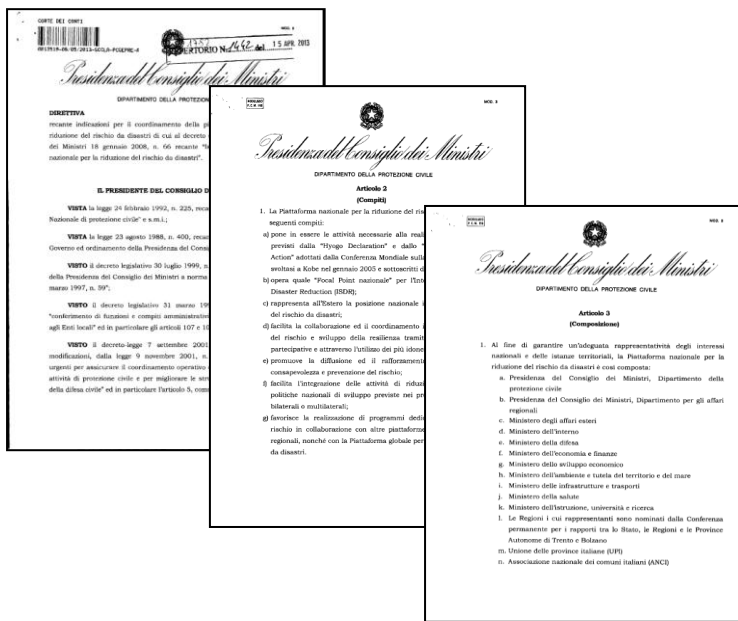 CORTE DEI CONTI
MOD. 8
REPERTORIO N. 1442 del 15 APR. 2013
Presidenza del Consiglio dei Ministri
DIPARTIMENTO DELLA PROTEZION
DIRETTIVA
recante indicazioni per il coordinamento della
riduzione del rischio da disastri di cui al decreto
dei Ministri 18 gennaio 2008, n. 66 recante
nazionale per la riduzione del rischio da disastri".
IL PRESIDENTE DEL CONSIGLIO D
VISTA la legge 24 febbraio 1992, n. 225, reca
Nazionale di protezione civile" e s.m.i.;
VISTA la legge 23 agosto 1988, n. 400, recan
Governo ed ordinamento della Presidenza del Consi
VISTO il decreto legislativo 30 luglio 1999, n.
della Presidenza del Consiglio dei Ministri a norma
marzo 1997, n. 59";
VISTO il decreto legislativo 31 marzo 199
"conferimento di funzioni e compiti amministrativ
agli Enti locali" ed in particolare gli articoli 107 e 10
VISTO il decreto-legge 7 settembre 2001
modificazioni, dalla legge 9 novembre 2001, n.
urgenti per assicurare il coordinamento operativo
attività di protezione civile e per migliorare le stru
della difesa civile" ed in particolare l'articolo 5, com
MODULARIO
P.C.M. 198
MOD. 8
Presidenza del Consiglio dei Ministri
DIPARTIMENTO DELLA PROTEZIONE CIVILE
Articolo 2
(Compiti)
1. La Piattaforma nazionale per la riduzione del ris
seguenti compiti:
a) pone in essere le attività necessarie alla reali
previsti dalla "Hyogo Declaration" e dallo "
Action" adottati dalla Conferenza Mondiale sulla
svoltasi a Kobe nel gennaio 2005 e sottoscritti d
b) opera quale "Focal Point nazionale" per l'Int
Disaster Reduction (ISDR);
c) rappresenta all'Estero la posizione nazionale i
del rischio da disastri;
d) facilita la collaborazione ed il coordinamento i
del rischio e sviluppo della resilienza tramit
partecipative e attraverso l'utilizzo dei più idone
e) promuove la diffusione ed il rafforzamento
consapevolezza e prevenzione del rischio;
f) facilita l'integrazione delle attività di riduzi
politiche nazionali di sviluppo previste nei pr
bilaterali o multilaterali;
g) favorisce la realizzazione di programmi dedi
rischio in collaborazione con altre piattaforme
regionali, nonché con la Piattaforma globale per
da disastri.
MODULARIO
P.C.M. 198
MOD. 8
Presidenza del Consiglio dei Ministri
DIPARTIMENTO DELLA PROTEZIONE CIVILE
Articolo 3
(Composizione)
1. Al fine di garantire un'adeguata rappresentatività degli interessi
nazionali e delle istanze territoriali, la Piattaforma nazionale per la
riduzione del rischio da disastri è così composta:
a. Presidenza del Consiglio dei Ministri, Dipartimento della
protezione civile
b. Presidenza del Consiglio dei Ministri, Dipartimento per gli affari
regionali
c. Ministero degli affari esteri
d. Ministero dell'interno
e. Ministero della difesa
f. Ministero dell'economia e finanze
g. Ministero dello sviluppo economico
h. Ministero dell'ambiente e tutela del territorio e del mare
i. Ministero delle infrastrutture e trasporti
j. Ministero della salute
k. Ministero dell'istruzione, università e ricerca
l. Le Regioni i cui rappresentanti sono nominati dalla Conferenza
permanente per i rapporti tra lo Stato, le Regioni e le Province
Autonome di Trento e Bolzano
m. Unione delle province italiane (UPI)
n. Associazione nazionale dei comuni italiani (ANCI)